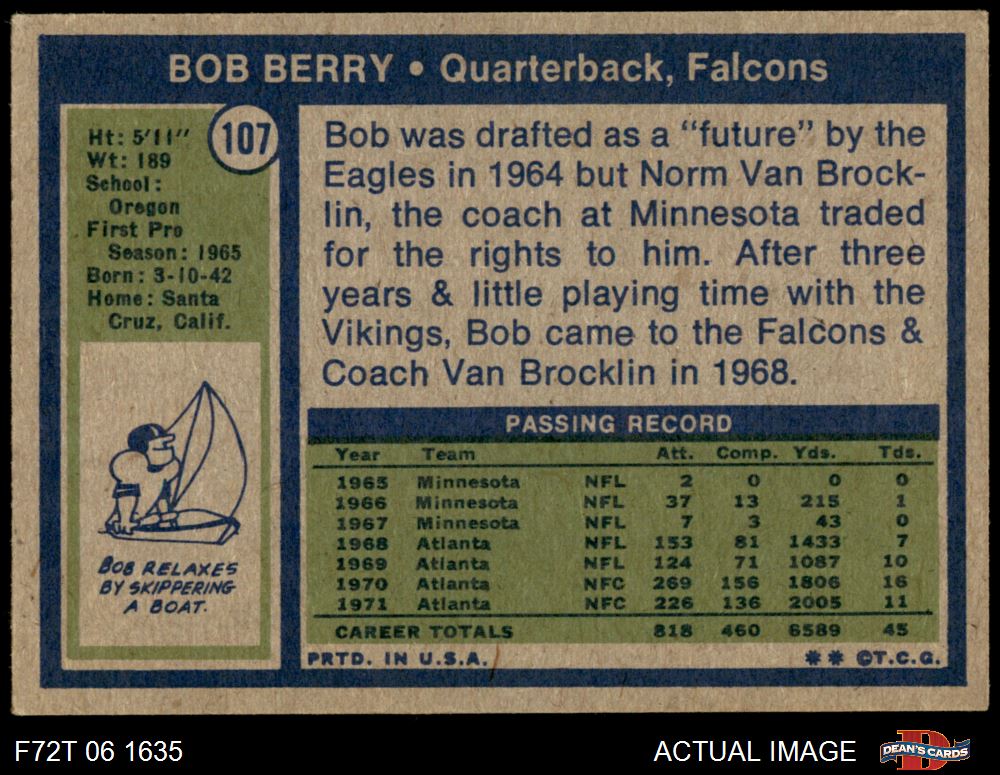 BOB BERRY • Quarterback, Falcons
107
Ht: 5'11"
Wt: 189
School:
Oregon
First Pro
Season: 1965
Born: 3-10-42
Home: Santa
Cruz, Calif.
BOB RELAXES
BY SKIPPERING
A BOAT.
Bob was drafted as a “future” by the
Eagles in 1964 but Norm Van Brock-
lin, the coach at Minnesota traded
for the rights to him. After three
years & little playing time with the
Vikings, Bob came to the Falcons &
Coach Van Brocklin in 1968.
PASSING RECORD
Year Team Att. Comp. Yds. Tds.
1965 Minnesota NFL 2 0 0 0
1966 Minnesota NFL 37 13 215 1
1967 Minnesota NFL 7 3 43 0
1968 Atlanta NFL 153 81 1433 7
1969 Atlanta NFL 124 71 1087 10
1970 Atlanta NFC 269 156 1806 16
1971 Atlanta NFC 226 136 2005 11
CAREER TOTALS 818 460 6589 45
PRTD. IN U.S.A. ** ©T.C.G.
F72T 06 1635 ACTUAL IMAGE D DEAN'S CARDS